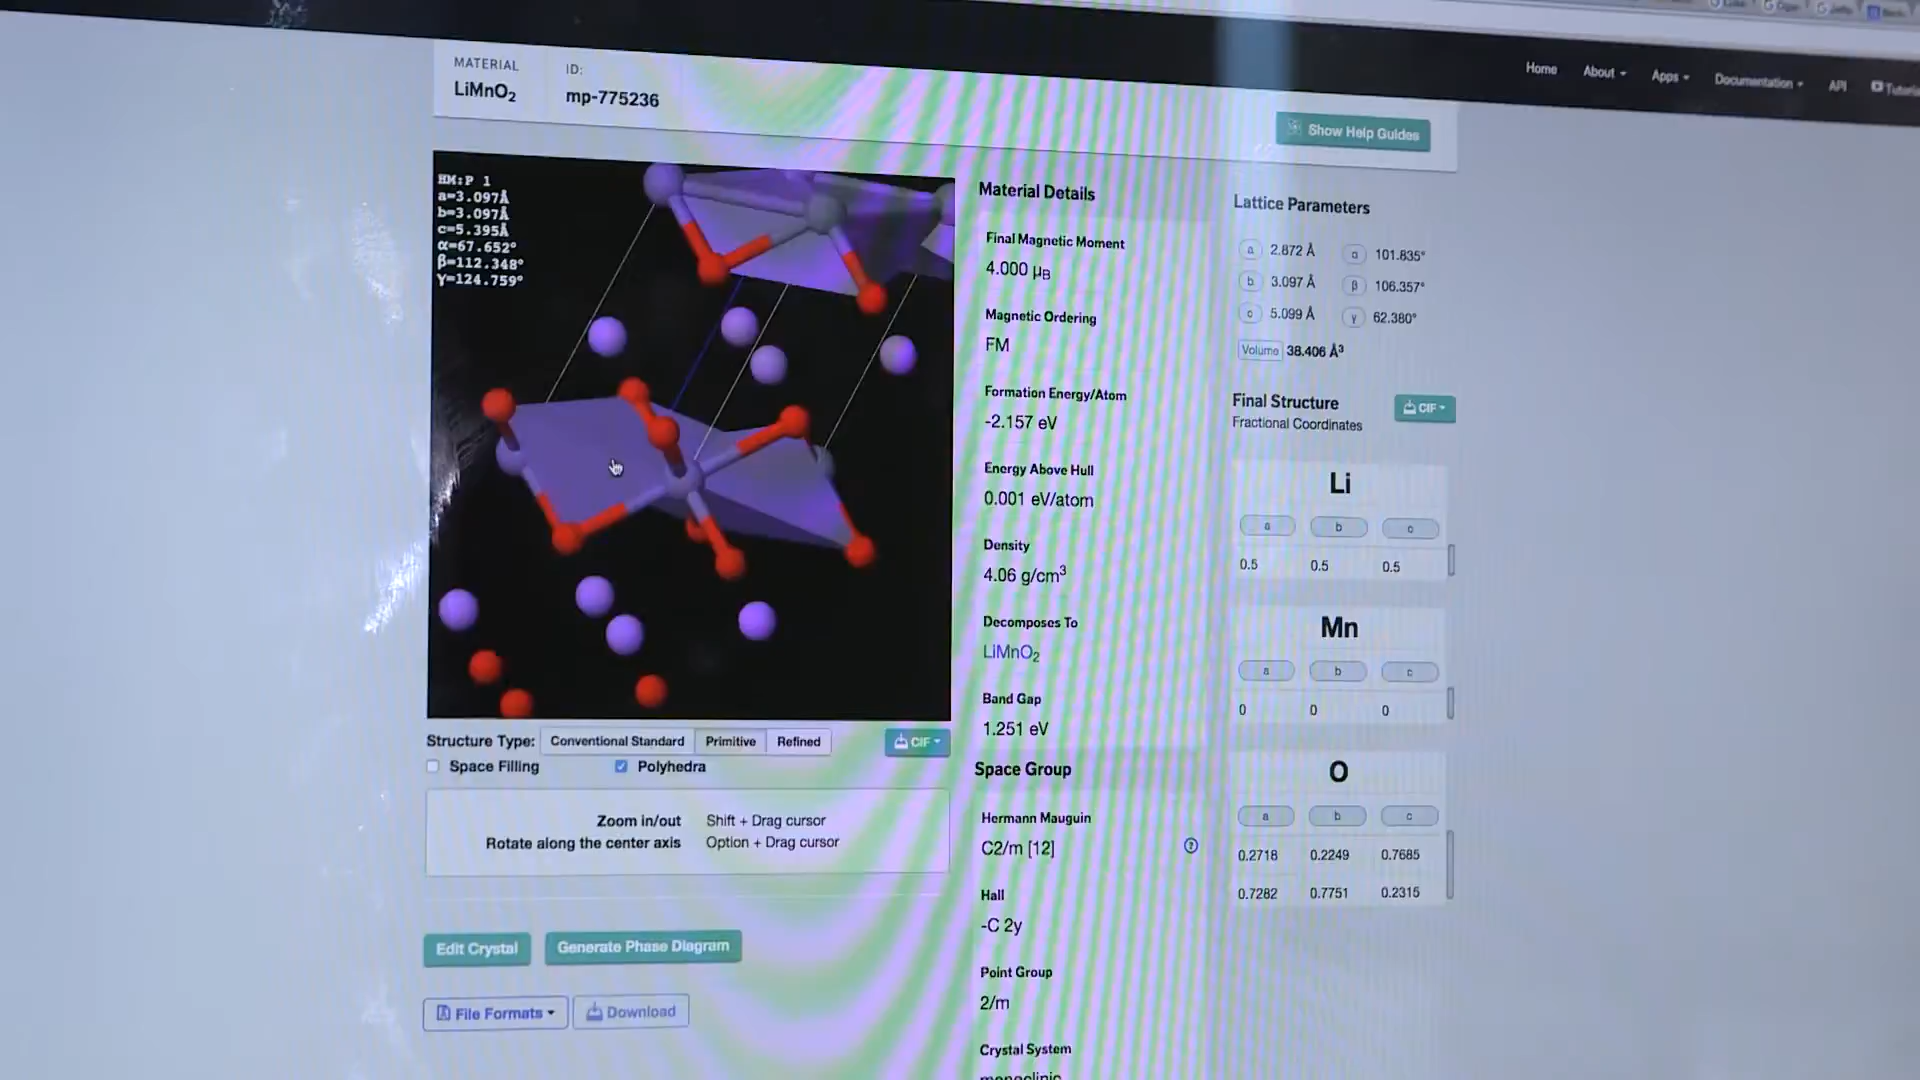 Home About Apps Documentation API
MATERIAL
LiMnO2
ID:
mp-775236
Show Help Guides
HM:P 1
a=3.097Å
b=3.097Å
c=5.395Å
α=67.652°
β=112.348°
γ=124.759°
Structure Type: Conventional Standard Primitive Refined
CIF
Space Filling Polyhedra
Zoom in/out Shift + Drag cursor
Rotate along the center axis Option + Drag cursor
Edit Crystal Generate Phase Diagram
File Formats Download
Material Details
Final Magnetic Moment
4.000 μB
Magnetic Ordering
FM
Formation Energy/Atom
-2.157 eV
Energy Above Hull
0.001 eV/atom
Density
4.06 g/cm3
Decomposes To
LiMnO2
Band Gap
1.251 eV
Space Group
Hermann Mauguin
C2/m [12]
Hall
-C 2y
Point Group
2/m
Crystal System
monoclinic
Lattice Parameters
a 2.872 Å α 101.835°
b 3.097 Å β 106.357°
c 5.099 Å γ 62.380°
Volume 38.406 Å3
Final Structure
CIF
Fractional Coordinates
Li
a b c
0.5 0.5 0.5
Mn
a b c
0 0 0
O
a b c
0.2718 0.2249 0.7685
0.7282 0.7751 0.2315